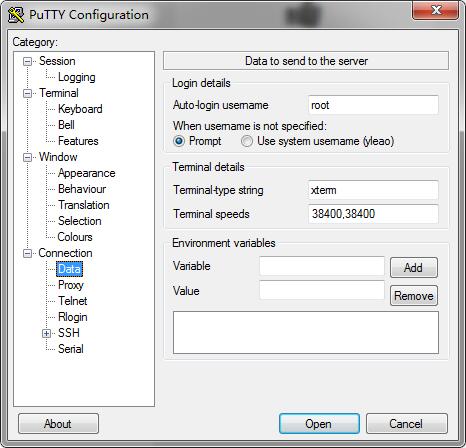 PuTTY Configuration
Category:
Session
Logging
Terminal
Keyboard
Bell
Features
Window
Appearance
Behaviour
Translation
Selection
Colours
Connection
Data
Proxy
Telnet
Rlogin
SSH
Serial
Data to send to the server
Login details
Auto-login username root
When username is not specified:
Prompt Use system username (yleao)
Terminal details
Terminal-type string xterm
Terminal speeds 38400,38400
Environment variables
Variable Add
Value Remove
About Open Cancel